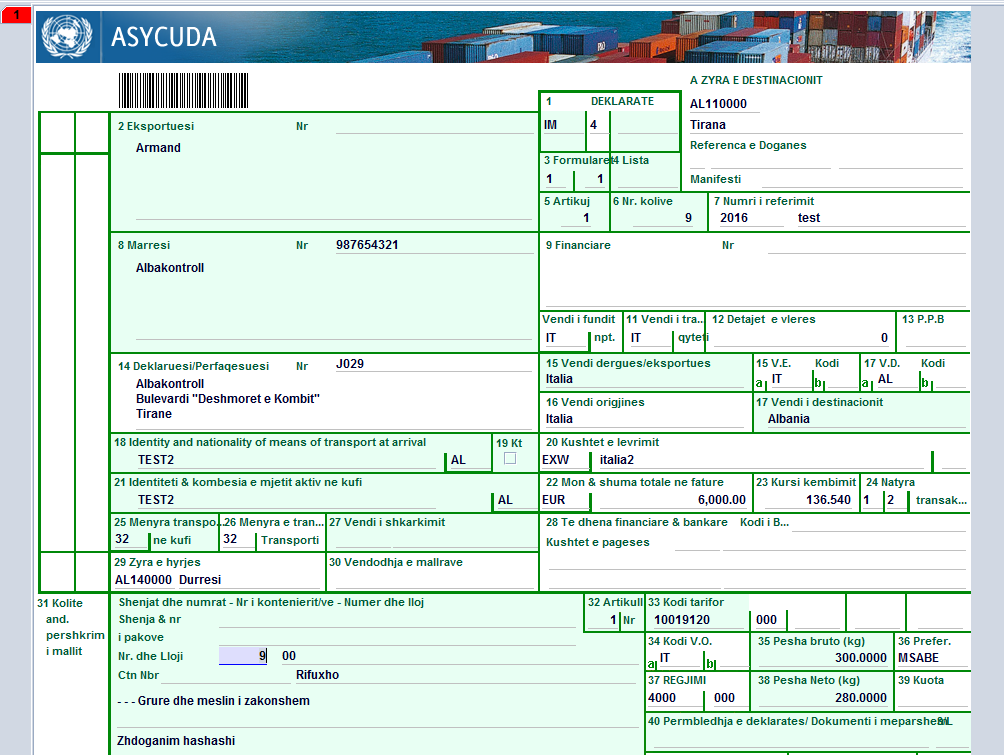 1
ASYCUDA
A ZYRA E DESTINACIONIT
1 DEKLARATE
AL110000
2 Eksportuesi Nr
IM 4
Tirana
Armand
Referenca e Doganes
3 Formularet 4 Lista
1 1
Manifesti
5 Artikuj 6 Nr. kolive 7 Numri i referimit
1 9 2016 test
8 Marresi Nr 987654321
9 Financiare Nr
Albakontroll
Vendi i fundit 11 Vendi i tra... 12 Detajet e vleres 13 P.P.B
IT npt. IT qyteti 0
14 Deklaruesi/Perfaqesuesi Nr J029
15 Vendi dergues/eksportues 15 V.E. Kodi 17 V.D. Kodi
Italia a IT b a AL b
Albakontroll
Bulevardi "Deshmoret e Kombit"
Tirane
16 Vendi origjines 17 Vendi i destinacionit
Italia Albania
18 Identity and nationality of means of transport at arrival 19 Kt 20 Kushtet e levrimit
TEST2 AL EXW italia2
21 Identiteti & kombesia e mjetit aktiv ne kufi 22 Mon & shuma totale ne fature 23 Kursi kembimit 24 Natyra
TEST2 AL EUR 6,000.00 136.540 1 2 transak...
25 Menyra transpo... 26 Menyra e tran... 27 Vendi i shkarkimit 28 Te dhena financiare & bankare Kodi i B...
32 ne kufi 32 Transporti Kushtet e pageses
29 Zyra e hyrjes 30 Vendodhja e mallrave
AL140000 Durresi
31 Kolite Shenjat dhe numrat - Nr i kontenierit/ve - Numer dhe lloj 32 Artikull 33 Kodi tarifor
and. Shenja & nr 1 Nr 10019120 000
pershkrim i pakove
i mallit
34 Kodi V.O. 35 Pesha bruto (kg) 36 Prefer.
Nr. dhe Lloji 9 00 a IT b 300.0000 MSABE
Ctn Nbr Rifuxho
37 REGJIMI 38 Pesha Neto (kg) 39 Kuota
4000 000 280.0000
- - - Grure dhe meslin i zakonshem
40 Permbledhja e deklarates/ Dokumenti i meparshem
Zhdoganim hashashi